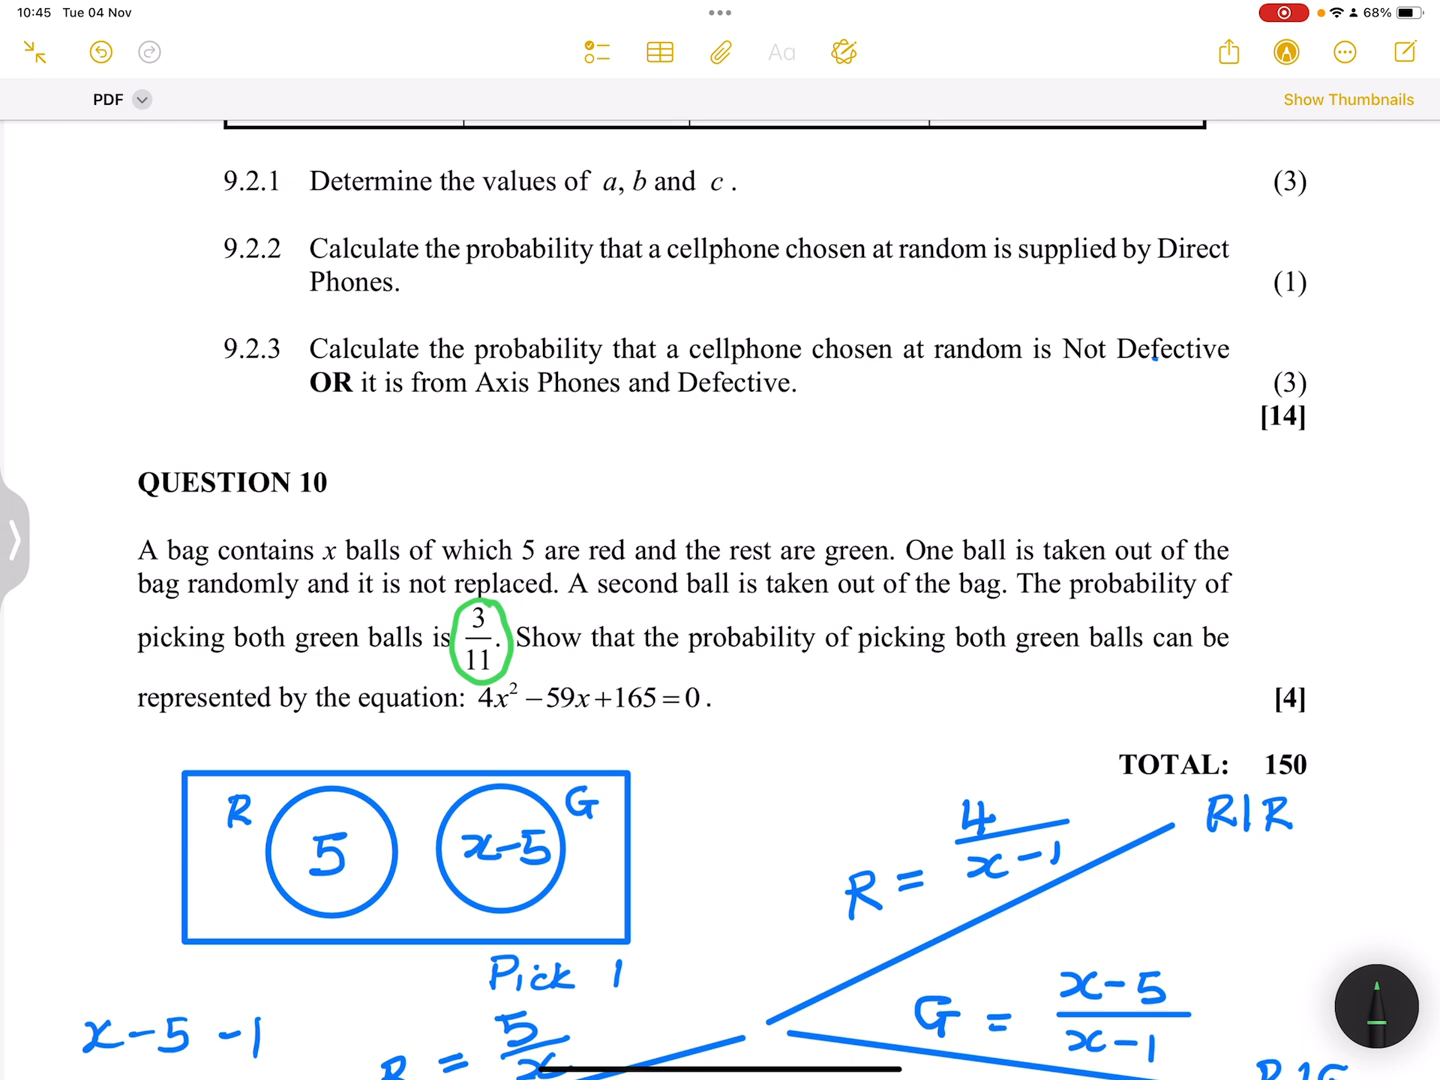 10:45 Tue 04 Nov
68%
Aa
PDF
Show Thumbnails
9.2.1 Determine the values of a, b and c . (3)
9.2.2 Calculate the probability that a cellphone chosen at random is supplied by Direct
Phones. (1)
9.2.3 Calculate the probability that a cellphone chosen at random is Not Defective
OR it is from Axis Phones and Defective. (3)
[14]
QUESTION 10
A bag contains x balls of which 5 are red and the rest are green. One ball is taken out of the
bag randomly and it is not replaced. A second ball is taken out of the bag. The probability of
picking both green balls is 3/11. Show that the probability of picking both green balls can be
represented by the equation: 4x² − 59x + 165 = 0 . [4]
TOTAL: 150
R 5 x-5 G
R = 4/(x-1)
R|R
Pick 1
G = (x-5)/(x-1)
x-5-1
R = 5/x